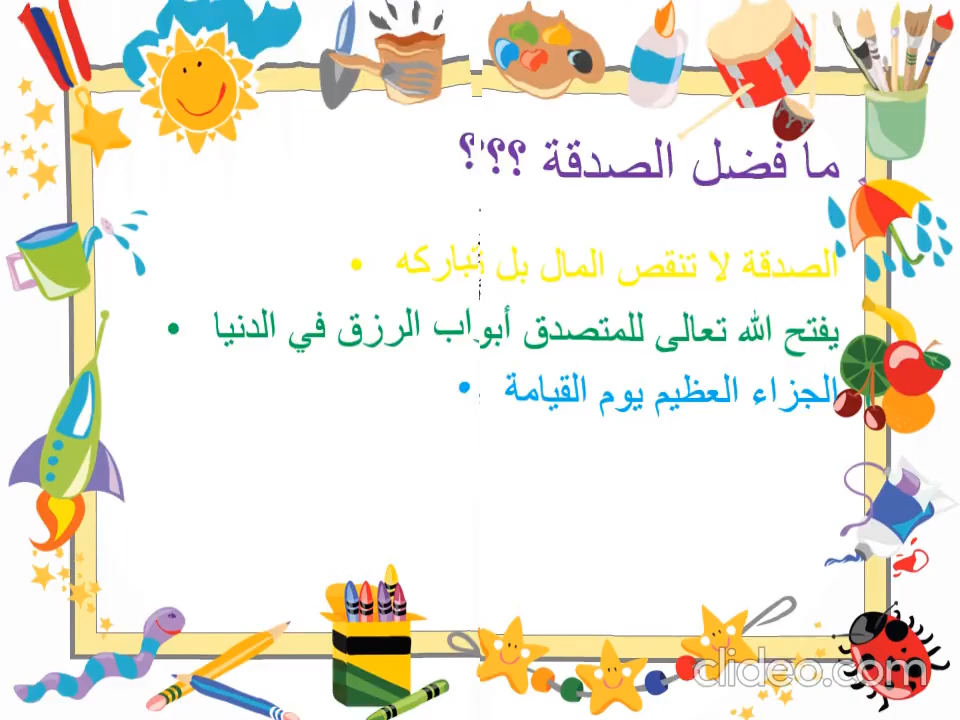 ما فضل الصدقة ؟؟؟
الصدقة لا تنقص المال بل تباركه •
يفتح الله تعالى للمتصدق أبواب الرزق في الدنيا •
الجزاء العظيم يوم القيامة •
clideo.com